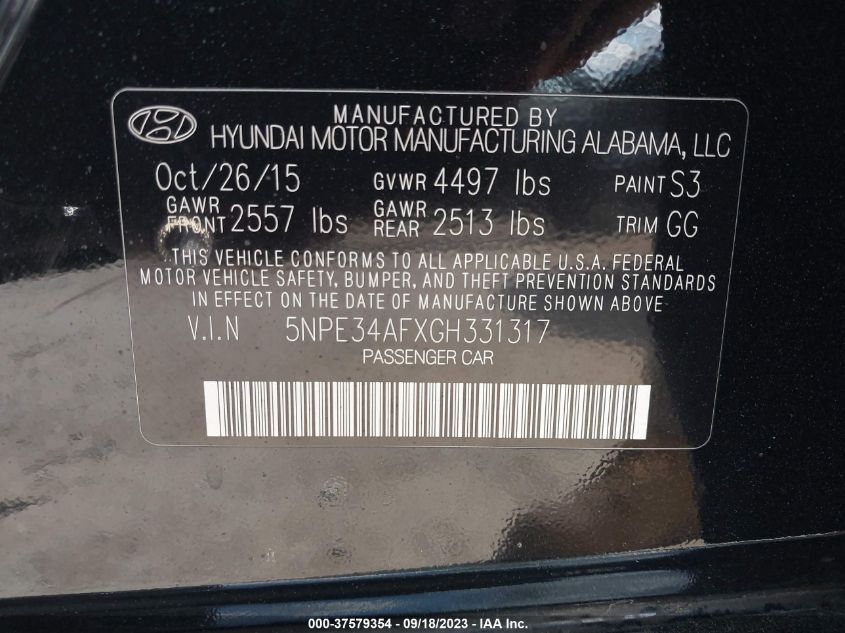 MANUFACTURED BY
HYUNDAI MOTOR MANUFACTURING ALABAMA, LLC
Oct/26/15 GVWR 4497 lbs PAINT S3
GAWR FRONT 2557 lbs GAWR REAR 2513 lbs TRIM GG
THIS VEHICLE CONFORMS TO ALL APPLICABLE U.S.A. FEDERAL
MOTOR VEHICLE SAFETY, BUMPER, AND THEFT PREVENTION STANDARDS
IN EFFECT ON THE DATE OF MANUFACTURE SHOWN ABOVE
V.I.N 5NPE34AFXGH331317
PASSENGER CAR
000-37579354 - 09/18/2023 - IAA Inc.